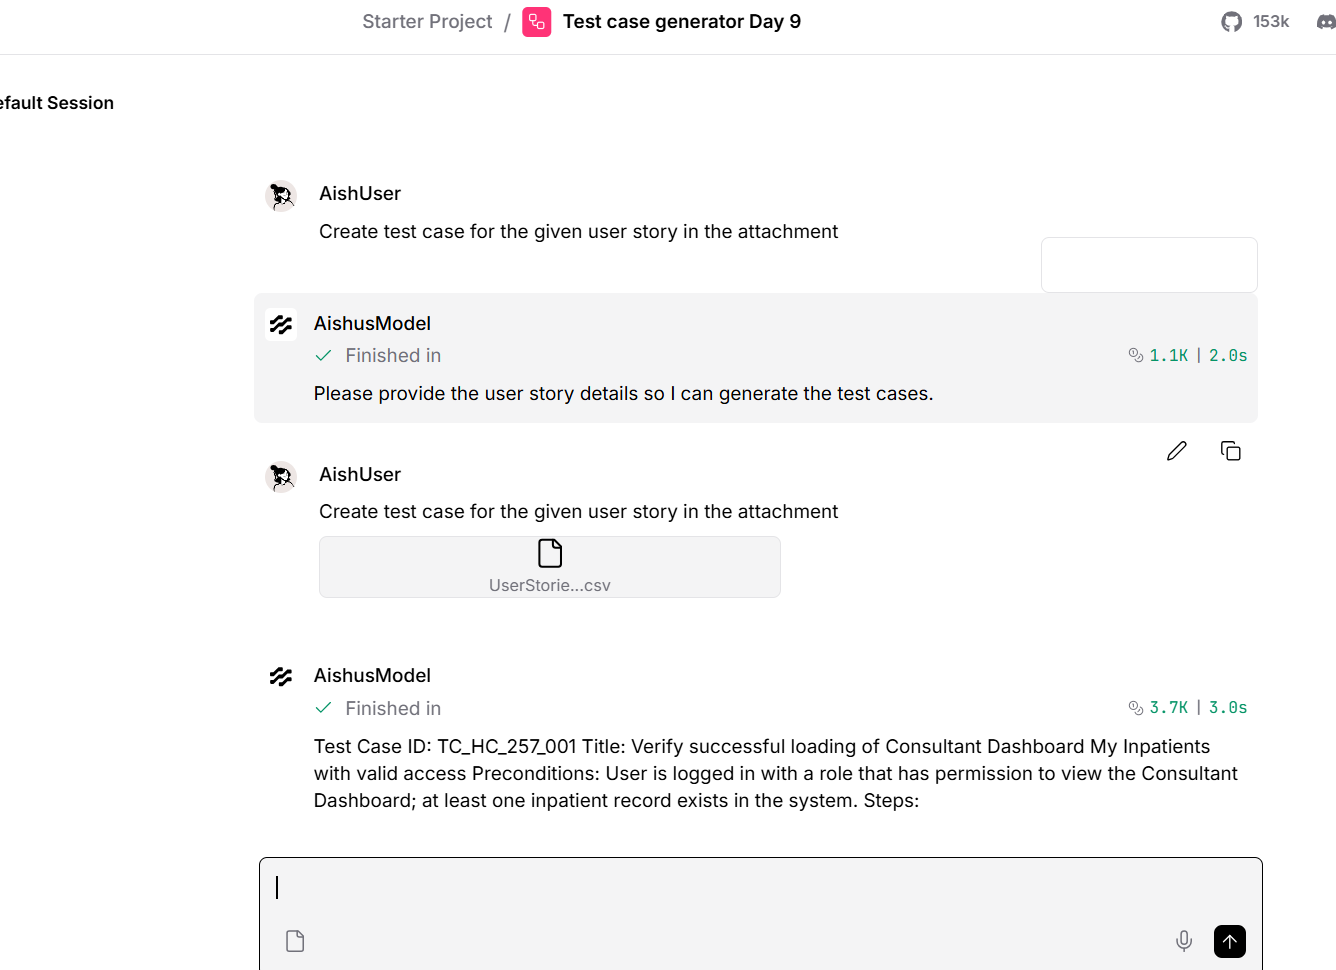 Starter Project / Test case generator Day 9
153k
efault Session
AishUser
Create test case for the given user story in the attachment
AishusModel
Finished in
1.1K | 2.0s
Please provide the user story details so I can generate the test cases.
AishUser
Create test case for the given user story in the attachment
UserStorie...csv
AishusModel
Finished in
3.7K | 3.0s
Test Case ID: TC_HC_257_001 Title: Verify successful loading of Consultant Dashboard My Inpatients
with valid access Preconditions: User is logged in with a role that has permission to view the Consultant
Dashboard; at least one inpatient record exists in the system. Steps: